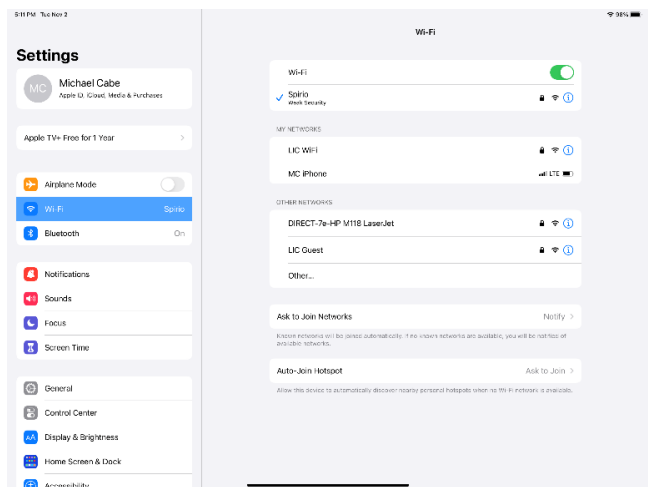 5:11 PM Tue Nov 2
98%
Settings
MC
Michael Cabe
Apple ID, iCloud, Media & Purchases
Apple TV+ Free for 1 Year
Airplane Mode
Wi-Fi Spirio
Bluetooth On
Notifications
Sounds
Focus
Screen Time
General
Control Center
AA Display & Brightness
Home Screen & Dock
Accessibility
Wi-Fi
Wi-Fi
Spirio
Weak Security
MY NETWORKS
LIC WiFi
MC iPhone LTE
OTHER NETWORKS
DIRECT-7e-HP M118 LaserJet
LIC Guest
Other...
Ask to Join Networks Notify
Known networks will be joined automatically. If no known networks are available, you will be notified of
available networks.
Auto-Join Hotspot Ask to Join
Allow this device to automatically discover nearby personal hotspots when no Wi-Fi network is available.